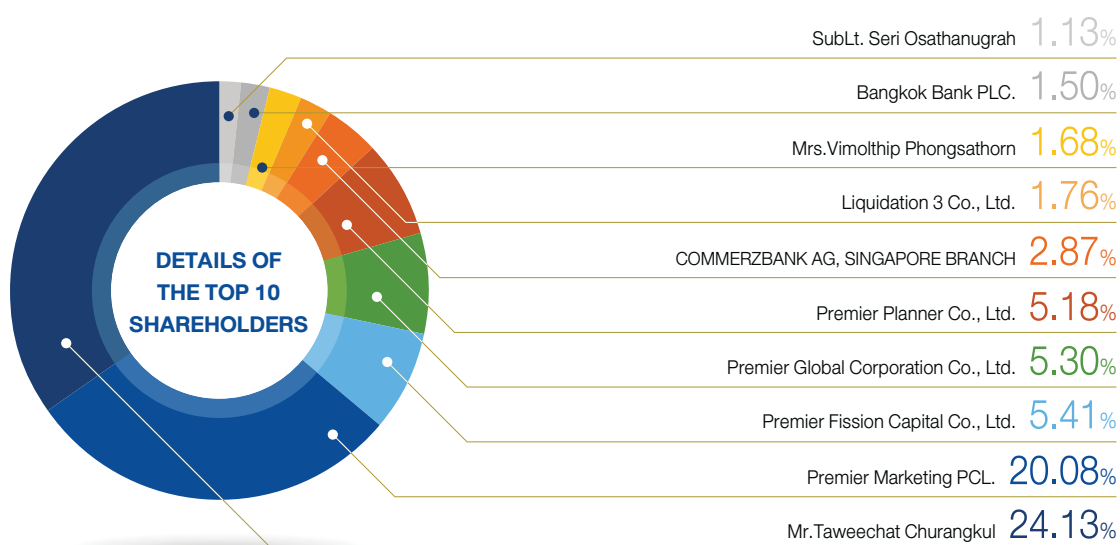 SubLt. Seri Osathanugrah 1.13%
Bangkok Bank PLC. 1.50%
Mrs.Vimolthip Phongsathorn 1.68%
Liquidation 3 Co., Ltd. 1.76%
COMMERZBANK AG, SINGAPORE BRANCH 2.87%
Premier Planner Co., Ltd. 5.18%
Premier Global Corporation Co., Ltd. 5.30%
Premier Fission Capital Co., Ltd. 5.41%
Premier Marketing PCL. 20.08%
Mr.Taweechat Churangkul 24.13%
DETAILS OF
THE TOP 10
SHAREHOLDERS